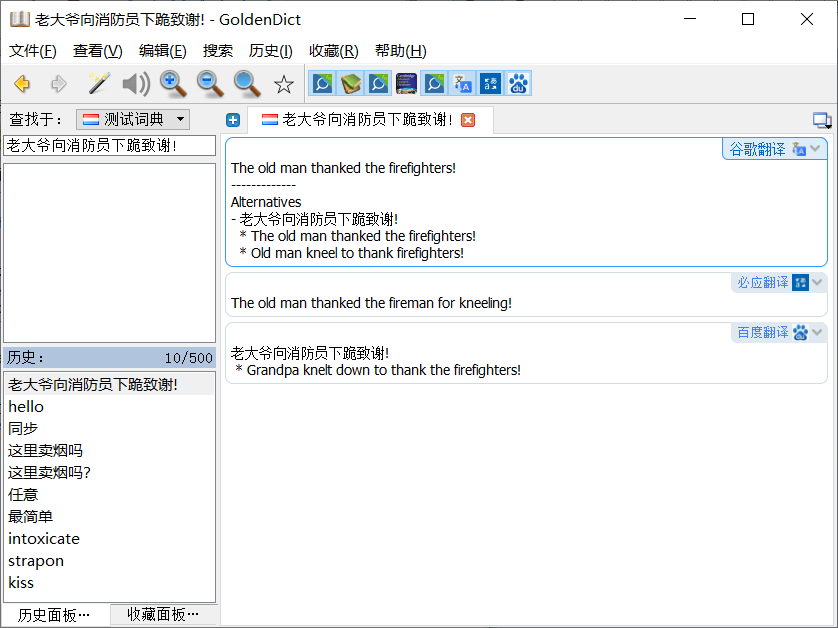 老大爷向消防员下跪致谢! - GoldenDict
文件(F) 查看(V) 编辑(E) 搜索 历史(I) 收藏(R) 帮助(H)
查找于： 测试词典
老大爷向消防员下跪致谢!
老大爷向消防员下跪致谢!
谷歌翻译
The old man thanked the firefighters!
-------------
Alternatives
- 老大爷向消防员下跪致谢!
* The old man thanked the firefighters!
* Old man kneel to thank firefighters!
必应翻译
The old man thanked the fireman for kneeling!
百度翻译
老大爷向消防员下跪致谢!
* Grandpa knelt down to thank the firefighters!
历史： 10/500
老大爷向消防员下跪致谢!
hello
同步
这里卖烟吗
这里卖烟吗?
任意
最简单
intoxicate
strapon
kiss
历史面板… 收藏面板…